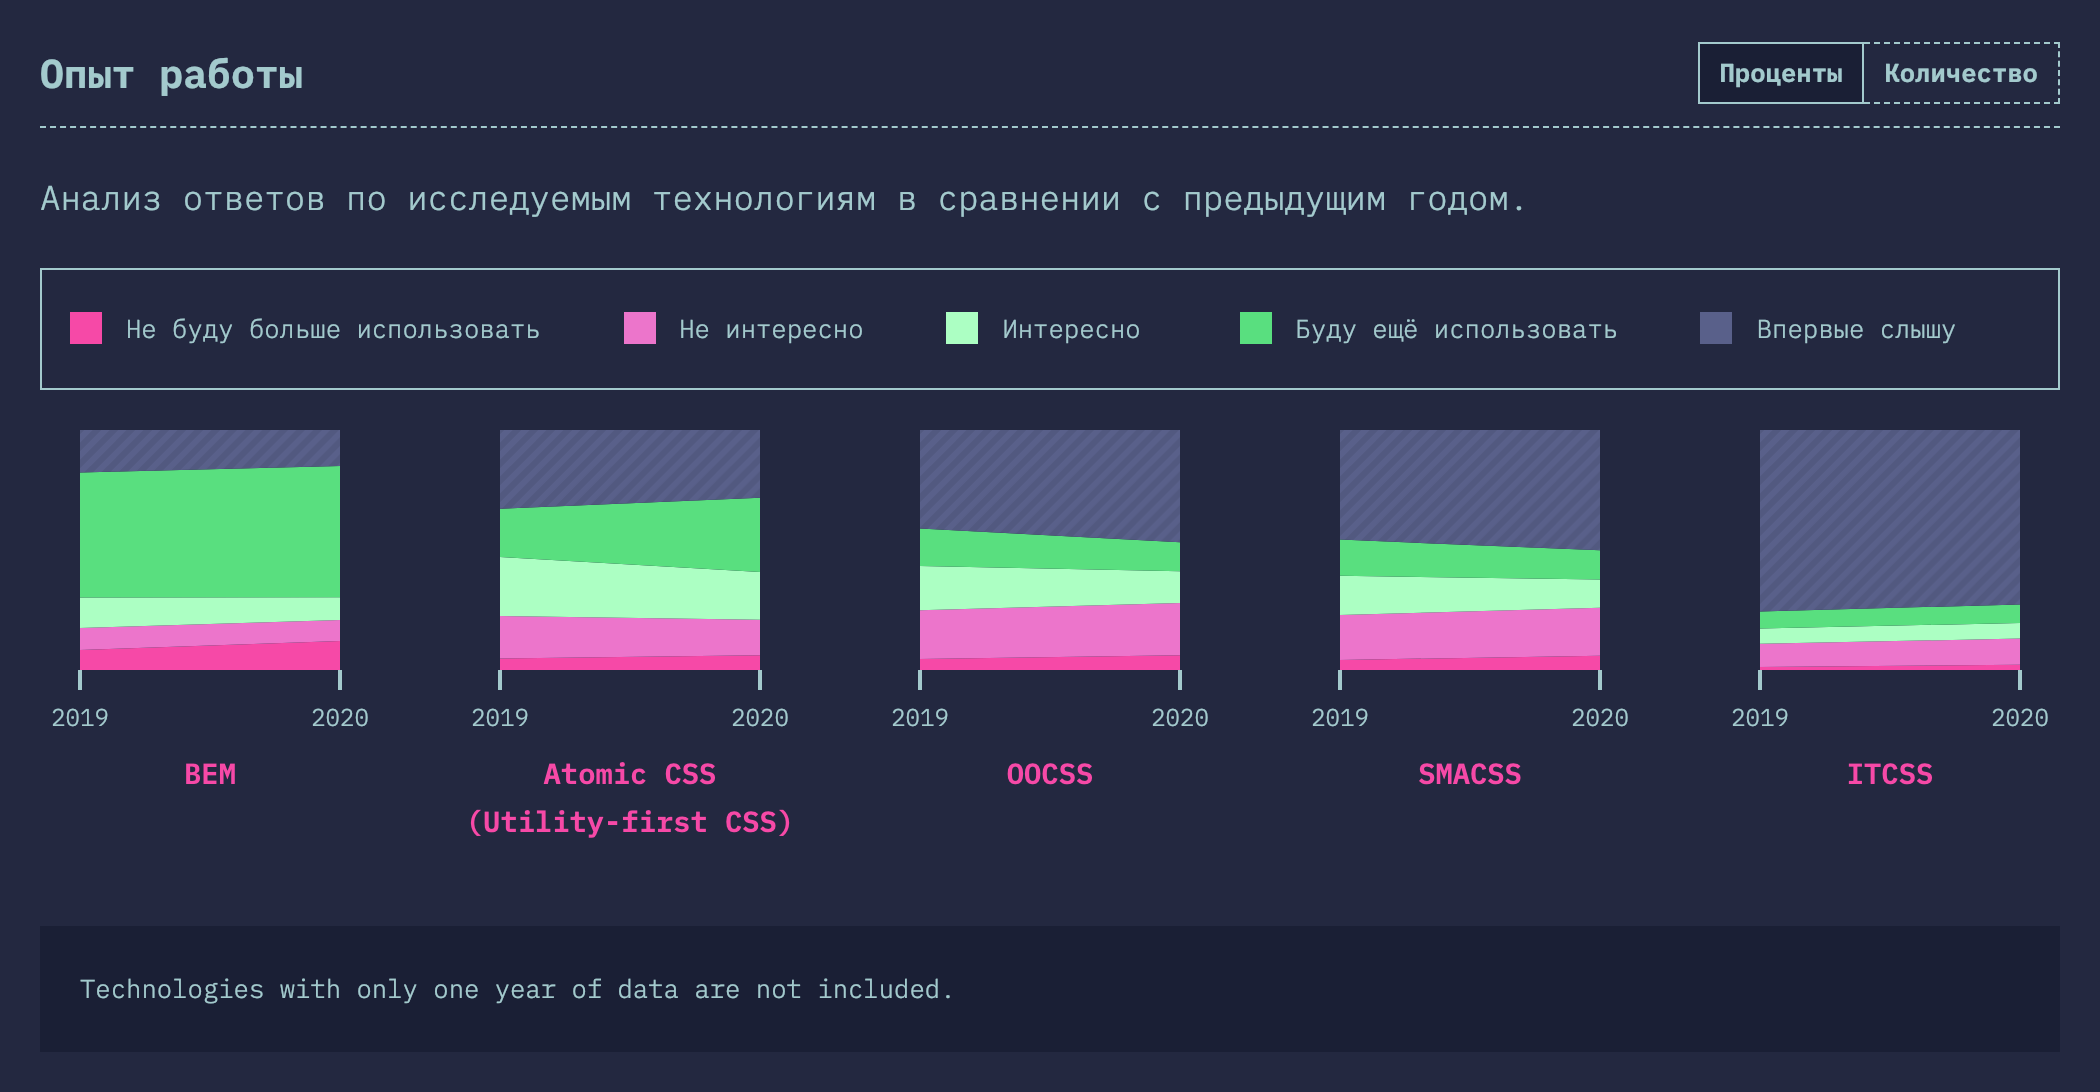 Опыт работы
Проценты Количество
Анализ ответов по исследуемым технологиям в сравнении с предыдущим годом.
Не буду больше использовать Не интересно Интересно Буду ещё использовать Впервые слышу
2019 2020 2019 2020 2019 2020 2019 2020 2019 2020
BEM Atomic CSS OOCSS SMACSS ITCSS
(Utility-first CSS)
Technologies with only one year of data are not included.